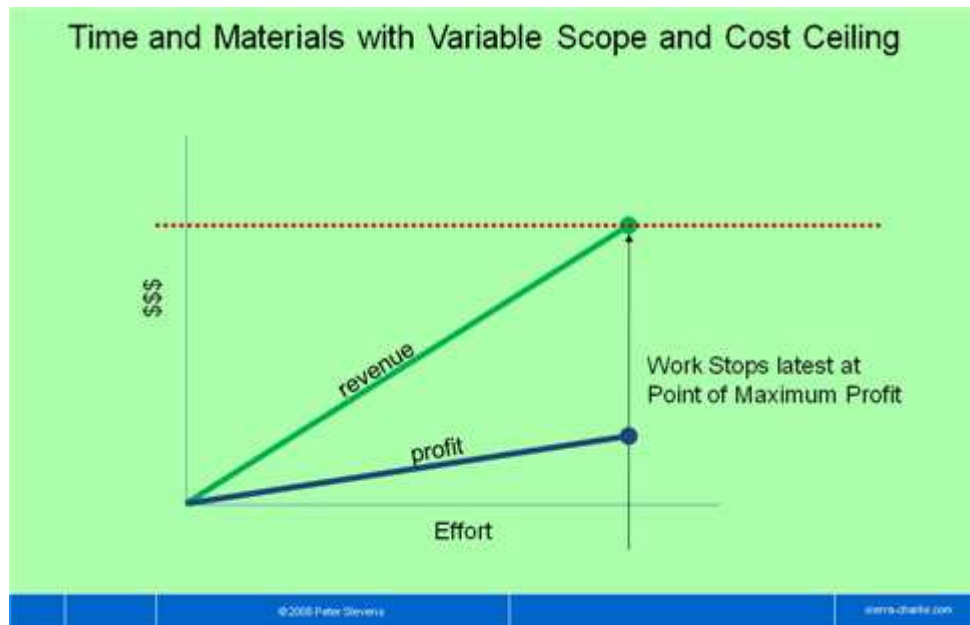 Time and Materials with Variable Scope and Cost Ceiling
$$$
revenue
Work Stops latest at
Point of Maximum Profit
profit
Effort
©2008 Peter Stevens
sierra-charlie.com